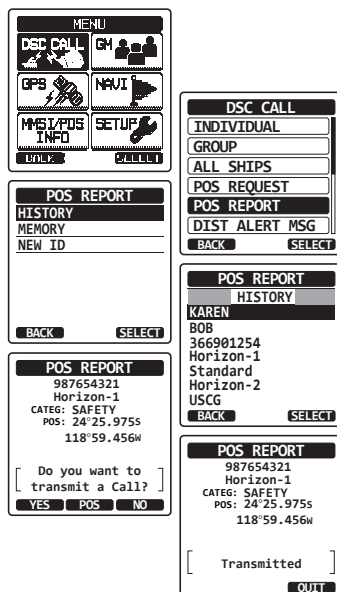 MENU
DSC CALL
GM
GPS
NAVI
MMSI/POS
INFO
SETUP
BACK
SELECT
DSC CALL
INDIVIDUAL
GROUP
ALL SHIPS
POS REQUEST
POS REPORT
DIST ALERT MSG
BACK SELECT
POS REPORT
HISTORY
MEMORY
NEW ID
BACK SELECT
POS REPORT
HISTORY
KAREN
BOB
366901254
Horizon-1
Standard
Horizon-2
USCG
BACK SELECT
POS REPORT
987654321
Horizon-1
CATEG: SAFETY
POS: 24°25.975S
118°59.456W
[ Do you want to
transmit a Call? ]
YES POS NO
POS REPORT
987654321
Horizon-1
CATEG: SAFETY
POS: 24°25.975S
118°59.456W
[ Transmitted ]
QUIT